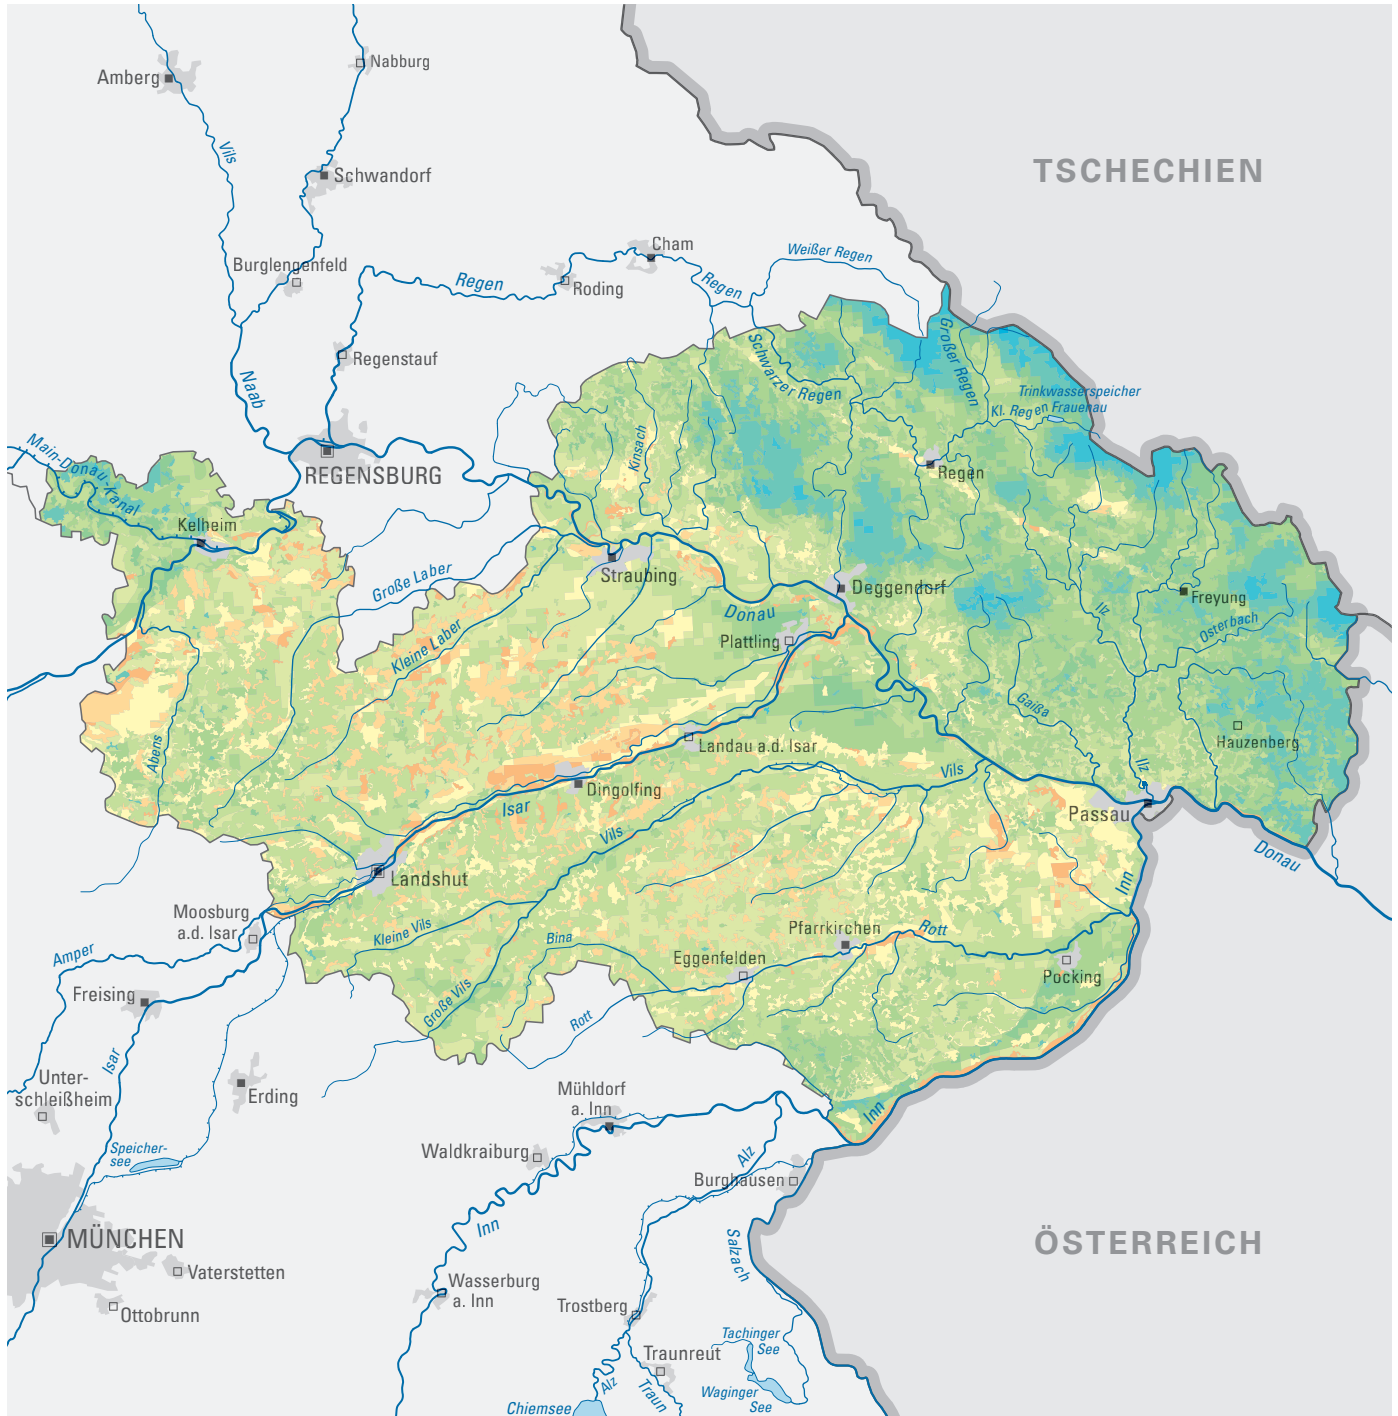 Nabburg
Amberg
Vils
TSCHECHIEN
Schwandorf
Cham
Weißer Regen
Burglengenfeld
Regen
Regen
Roding
Regenstauf
Schwarzer Regen
Großer Regen
Naab
Trinkwasserspeicher
Frauenau
Kl. Regen
Main-Donau-Kanal
Kinsach
REGENSBURG
Regen
Kelheim
Große Laber
Straubing
Deggendorf
Freyung
Donau
Ilz
Osterbach
Kleine Laber
Plattling
Gaißa
Abens
Landau a.d. Isar
Hauzenberg
Vils
Ilz
Dingolfing
Isar
Passau
Vils
Donau
Landshut
Inn
Moosburg
a.d. Isar
Kleine Vils
Bina
Pfarrkirchen
Rott
Amper
Eggenfelden
Pocking
Freising
Große Vils
Rott
Isar
Unter-
schleißheim
Erding
Mühldorf
a. Inn
Inn
Speicher-
see
Waldkraiburg
Alz
Burghausen
MÜNCHEN
Inn
Salzach
ÖSTERREICH
Vaterstetten
Wasserburg
a. Inn
Ottobrunn
Trostberg
Tachinger
See
Traunreut
Alz
Traun
Waginger
See
Chiemsee